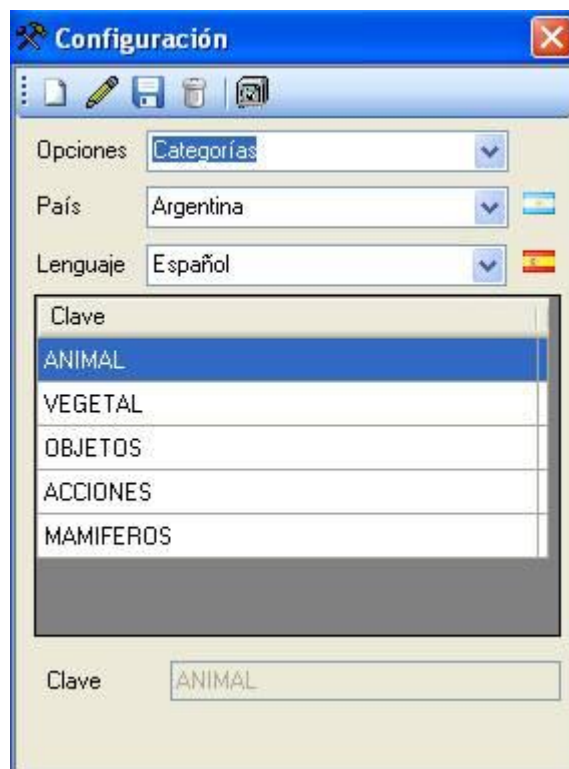 Configuración
Opciones Categorías
País Argentina
Lenguaje Español
Clave
ANIMAL
VEGETAL
OBJETOS
ACCIONES
MAMIFEROS
Clave ANIMAL